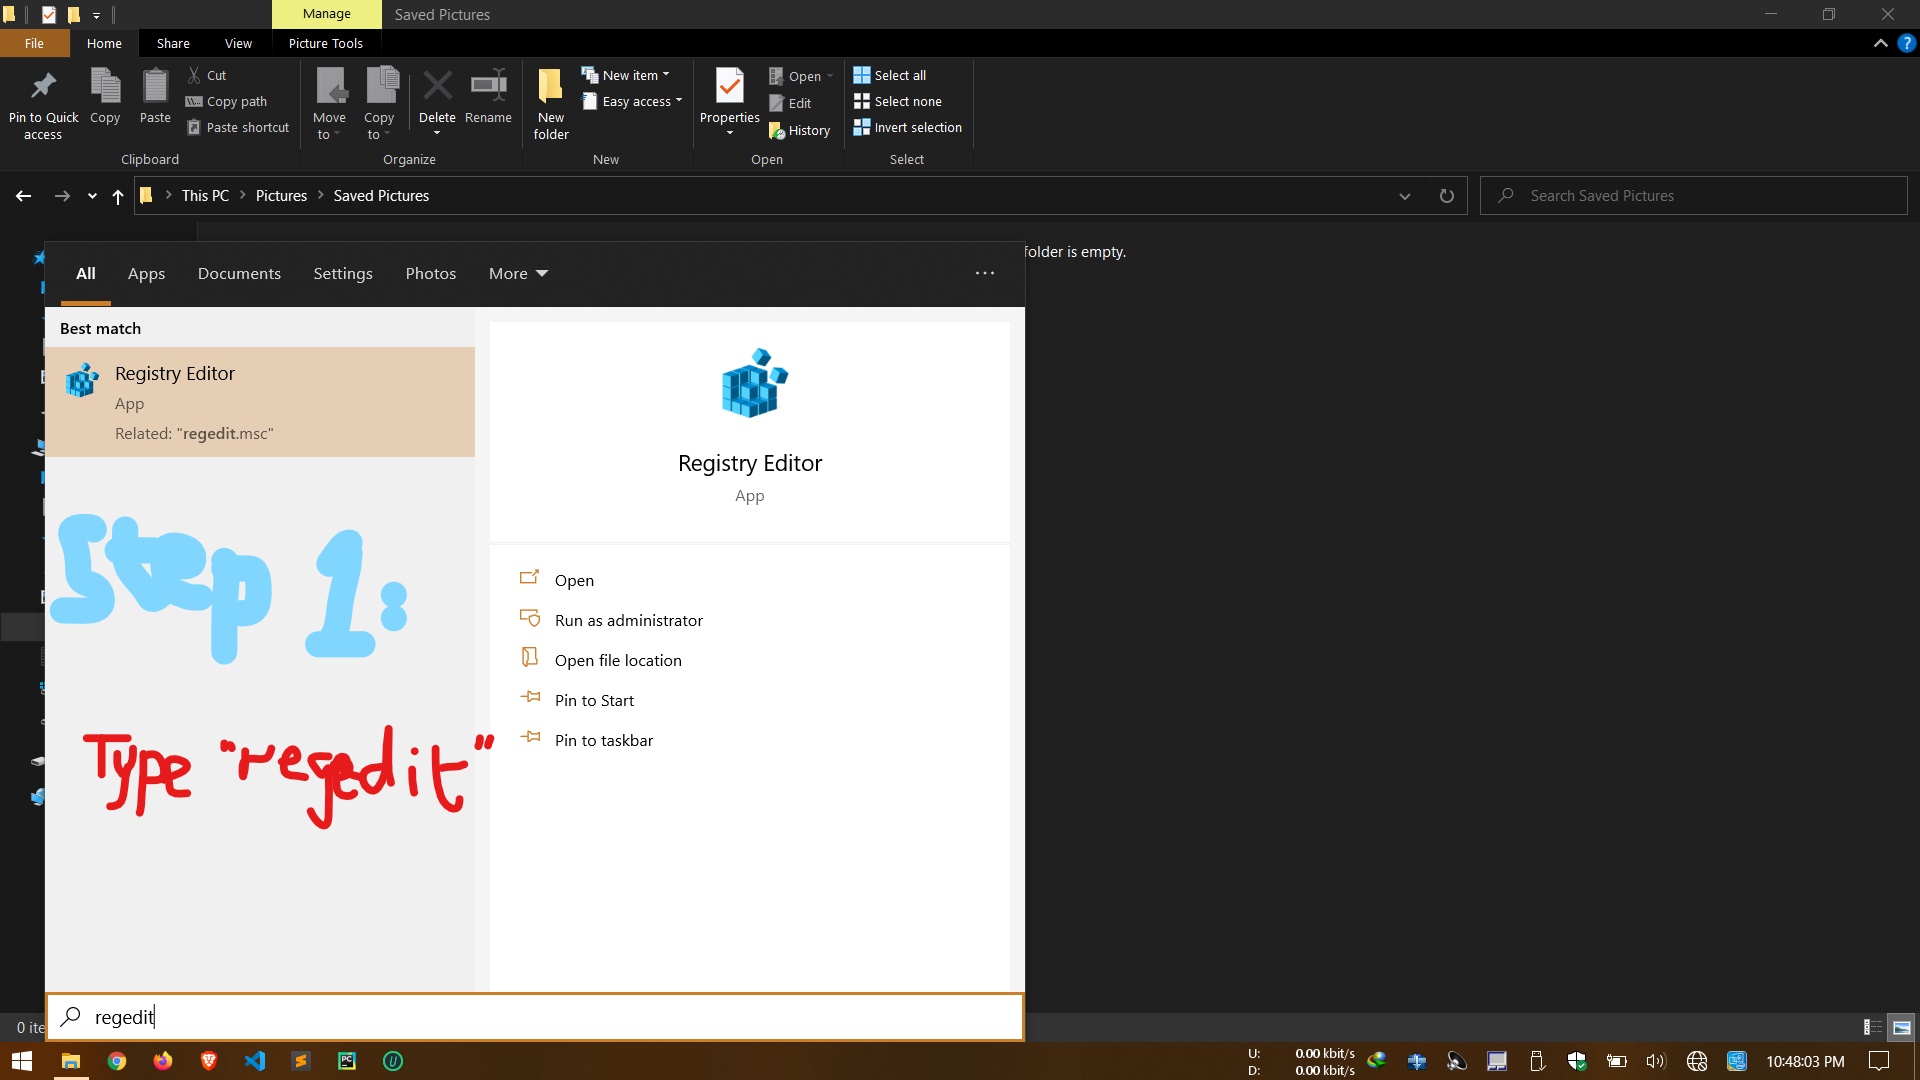 Manage
Saved Pictures
File
Home
Share
View
Picture Tools
Pin to Quick access
Copy
Paste
Cut
Copy path
Paste shortcut
Clipboard
Move to
Copy to
Delete
Rename
Organize
New folder
New item
Easy access
New
Properties
Open
Edit
History
Open
Select all
Select none
Invert selection
Select
This PC
Pictures
Saved Pictures
Search Saved Pictures
folder is empty.
All
Apps
Documents
Settings
Photos
More
Best match
Registry Editor
App
Related: "regedit.msc"
Registry Editor
App
Open
Run as administrator
Open file location
Pin to Start
Pin to taskbar
Step 1:
Type "regedit"
regedit
0 ite
U: 0.00 kbit/s
D: 0.00 kbit/s
10:48:03 PM